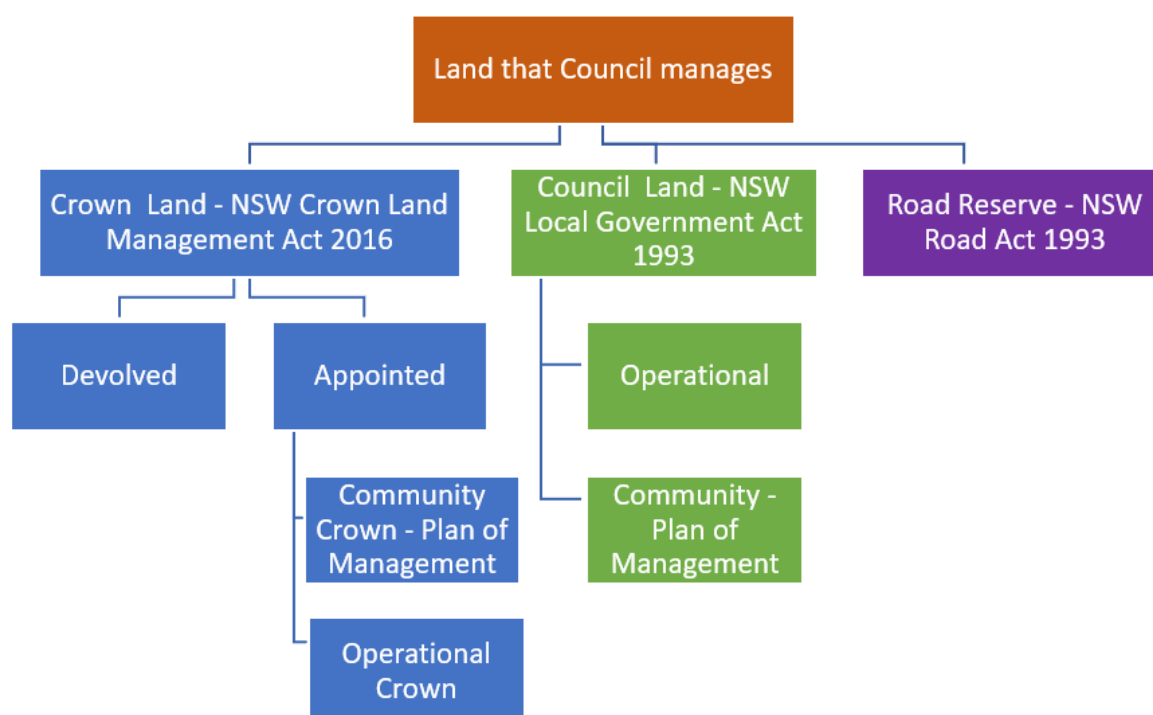 Land that Council manages
Crown  Land - NSW Crown Land
Management Act 2016
Council  Land - NSW
Local Government Act
1993
Road Reserve - NSW
Road Act 1993
Devolved
Appointed
Operational
Community
Crown - Plan of
Management
Community -
Plan of
Management
Operational
Crown